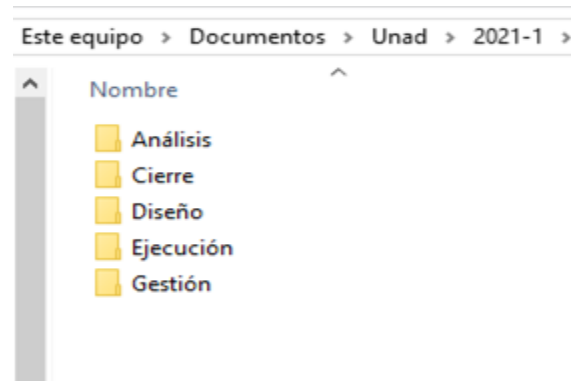 Este equipo > Documentos > Unad > 2021-1 >
Nombre
Análisis
Cierre
Diseño
Ejecución
Gestión